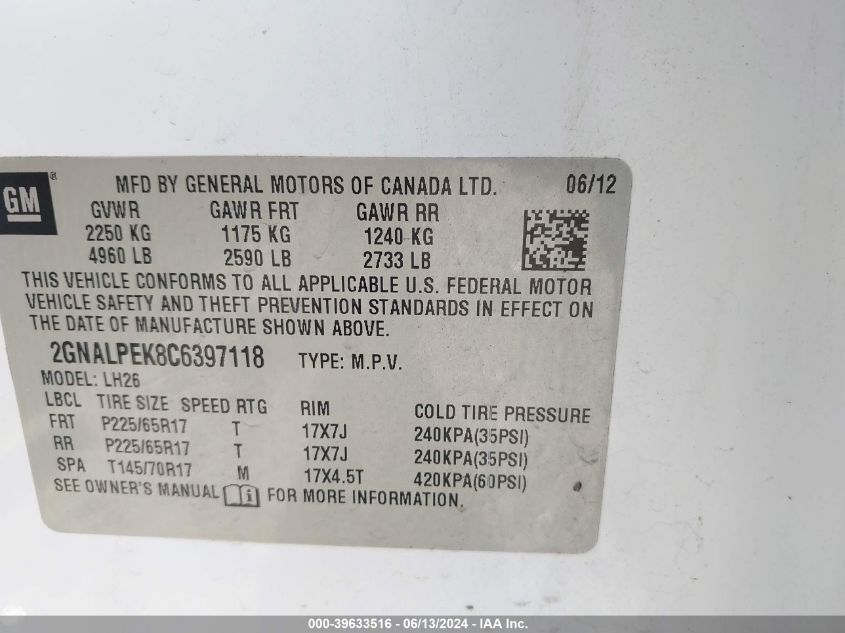 GM ® MFD BY GENERAL MOTORS OF CANADA LTD. 06/12
GVWR GAWR FRT GAWR RR
2250 KG 1175 KG 1240 KG
4960 LB 2590 LB 2733 LB
THIS VEHICLE CONFORMS TO ALL APPLICABLE U.S. FEDERAL MOTOR
VEHICLE SAFETY AND THEFT PREVENTION STANDARDS IN EFFECT ON
THE DATE OF MANUFACTURE SHOWN ABOVE.
2GNALPEK8C6397118 TYPE: M.P.V.
MODEL: LH26
LBCL TIRE SIZE SPEED RTG RIM COLD TIRE PRESSURE
FRT P225/65R17 T 17X7J 240KPA(35PSI)
RR P225/65R17 T 17X7J 240KPA(35PSI)
SPA T145/70R17 M 17X4.5T 420KPA(60PSI)
SEE OWNER'S MANUAL i FOR MORE INFORMATION.
000-39633516 - 06/13/2024 - IAA Inc.